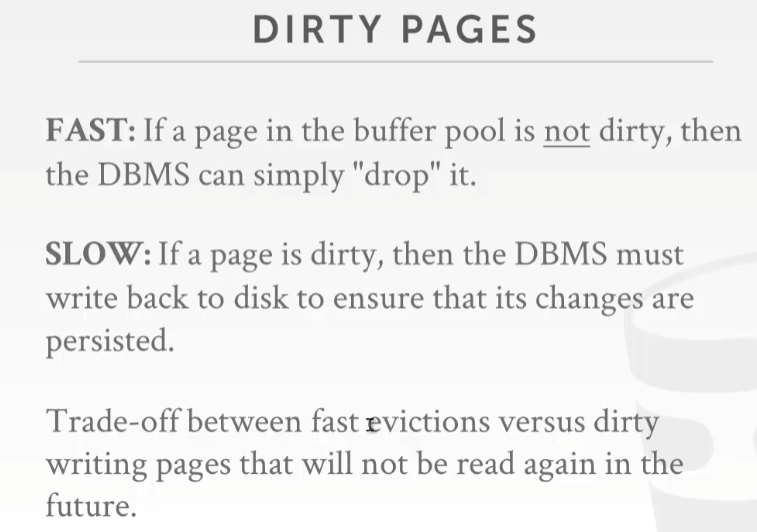 DIRTY PAGES
FAST: If a page in the buffer pool is not dirty, then
the DBMS can simply "drop" it.
SLOW: If a page is dirty, then the DBMS must
write back to disk to ensure that its changes are
persisted.
Trade-off between fast evictions versus dirty
writing pages that will not be read again in the
future.